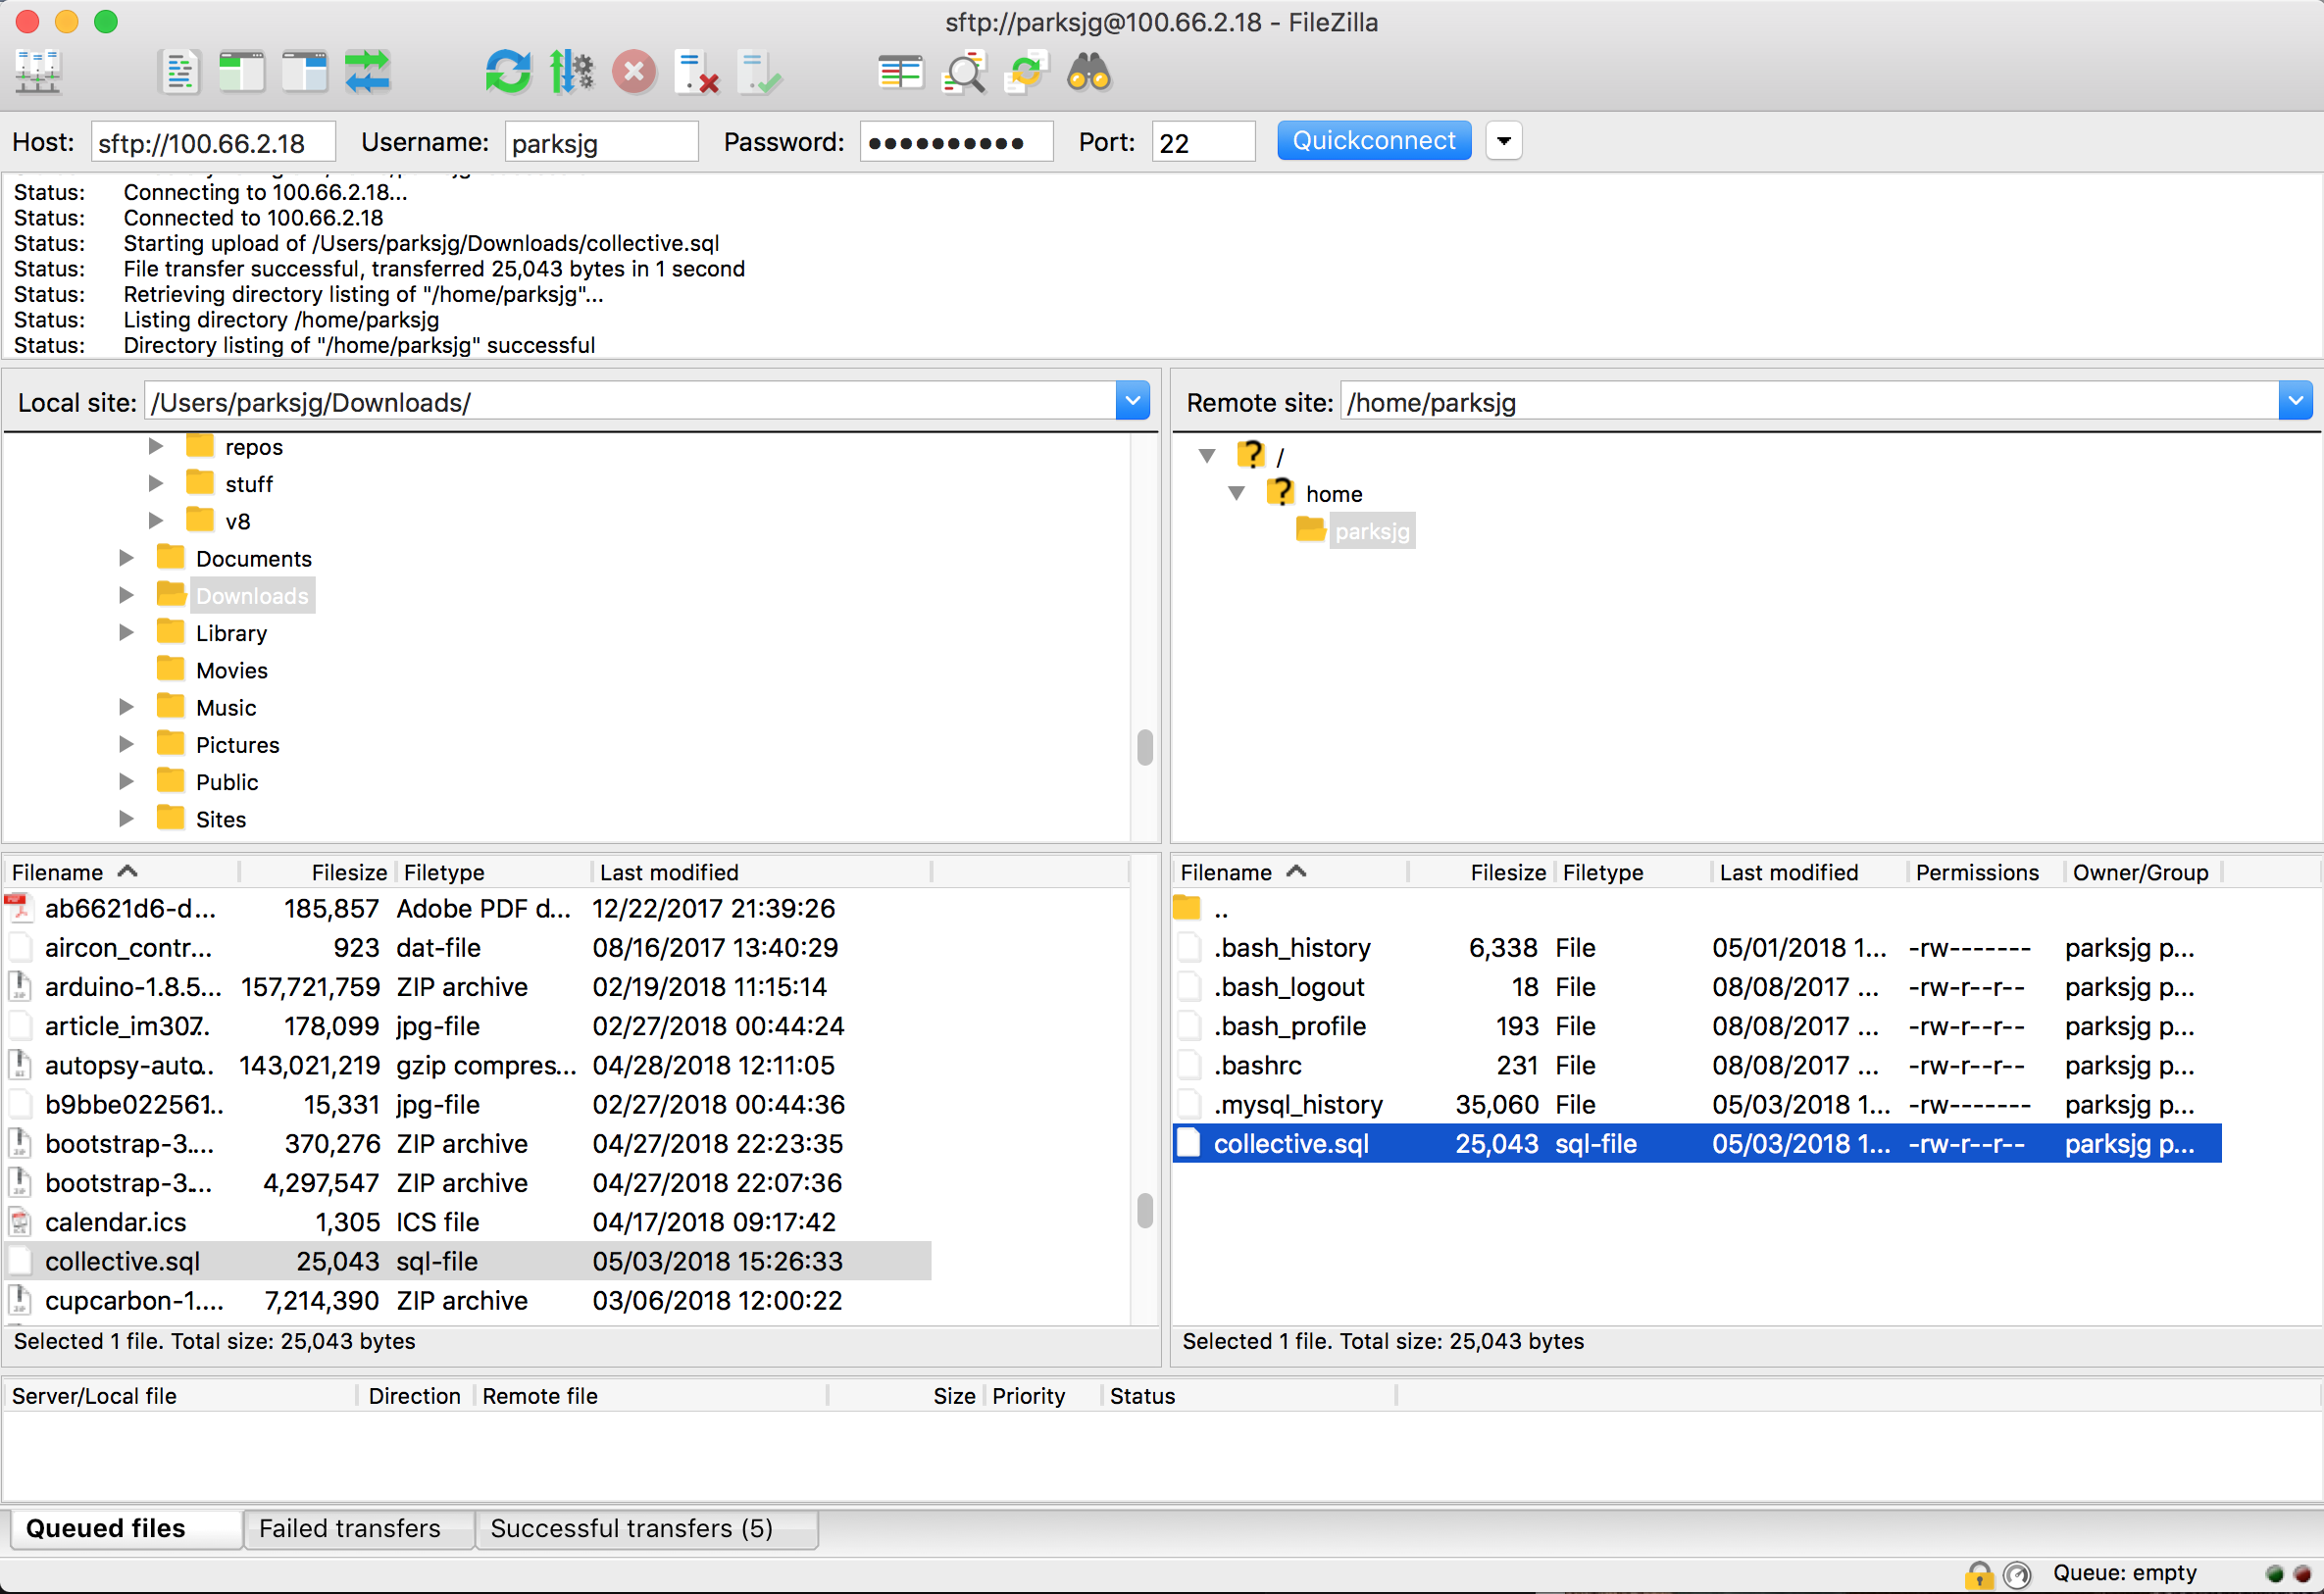 sftp://parksjg@100.66.2.18 - FileZilla
Host: sftp://100.66.2.18 Username: parksjg Password: ●●●●●●●●●● Port: 22 Quickconnect
Status: Connecting to 100.66.2.18...
Status: Connected to 100.66.2.18
Status: Starting upload of /Users/parksjg/Downloads/collective.sql
Status: File transfer successful, transferred 25,043 bytes in 1 second
Status: Retrieving directory listing of "/home/parksjg"...
Status: Listing directory /home/parksjg
Status: Directory listing of "/home/parksjg" successful
Local site: /Users/parksjg/Downloads/
repos
stuff
v8
Documents
Downloads
Library
Movies
Music
Pictures
Public
Sites
Remote site: /home/parksjg
/
home
parksjg
Filename Filesize Filetype Last modified
ab6621d6-d... 185,857 Adobe PDF d... 12/22/2017 21:39:26
aircon_contr... 923 dat-file 08/16/2017 13:40:29
arduino-1.8.5... 157,721,759 ZIP archive 02/19/2018 11:15:14
article_im307.. 178,099 jpg-file 02/27/2018 00:44:24
autopsy-auto.. 143,021,219 gzip compres... 04/28/2018 12:11:05
b9bbe022561.. 15,331 jpg-file 02/27/2018 00:44:36
bootstrap-3.... 370,276 ZIP archive 04/27/2018 22:23:35
bootstrap-3.... 4,297,547 ZIP archive 04/27/2018 22:07:36
calendar.ics 1,305 ICS file 04/17/2018 09:17:42
collective.sql 25,043 sql-file 05/03/2018 15:26:33
cupcarbon-1.... 7,214,390 ZIP archive 03/06/2018 12:00:22
Selected 1 file. Total size: 25,043 bytes
Filename Filesize Filetype Last modified Permissions Owner/Group
..
.bash_history 6,338 File 05/01/2018 1... -rw------- parksjg p...
.bash_logout 18 File 08/08/2017 ... -rw-r--r-- parksjg p...
.bash_profile 193 File 08/08/2017 ... -rw-r--r-- parksjg p...
.bashrc 231 File 08/08/2017 ... -rw-r--r-- parksjg p...
.mysql_history 35,060 File 05/03/2018 1... -rw------- parksjg p...
collective.sql 25,043 sql-file 05/03/2018 1... -rw-r--r-- parksjg p...
Selected 1 file. Total size: 25,043 bytes
Server/Local file Direction Remote file Size Priority Status
Queued files Failed transfers Successful transfers (5)
Queue: empty